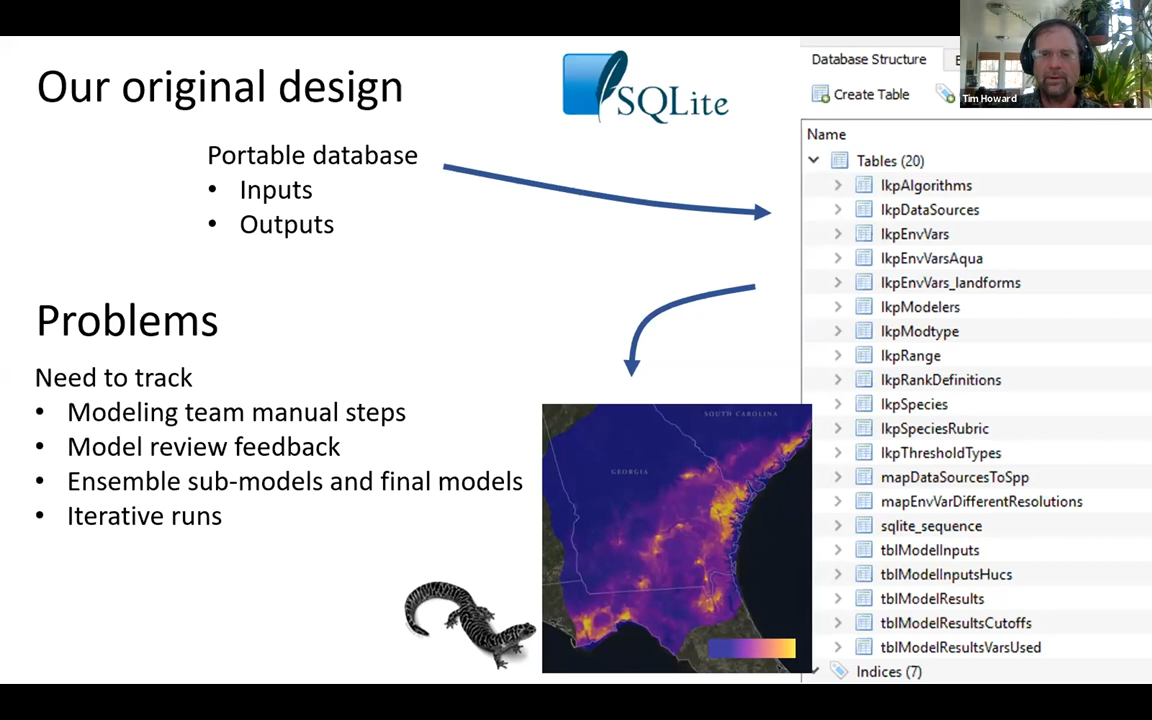 Our original design
SQLite
Portable database
• Inputs
• Outputs
Problems
Need to track
• Modeling team manual steps
• Model review feedback
• Ensemble sub-models and final models
• Iterative runs
SOUTH CAROLINA
GEORGIA
Database Structure
Create Table
Tim Howard
Name
Tables (20)
lkpAlgorithms
lkpDataSources
lkpEnvVars
lkpEnvVarsAqua
lkpEnvVars_landforms
lkpModelers
lkpModtype
lkpRange
lkpRankDefinitions
lkpSpecies
lkpSpeciesRubric
lkpThresholdTypes
mapDataSourcesToSpp
mapEnvVarDifferentResolutions
sqlite_sequence
tblModelInputs
tblModelInputsHucs
tblModelResults
tblModelResultsCutoffs
tblModelResultsVarsUsed
Indices (7)